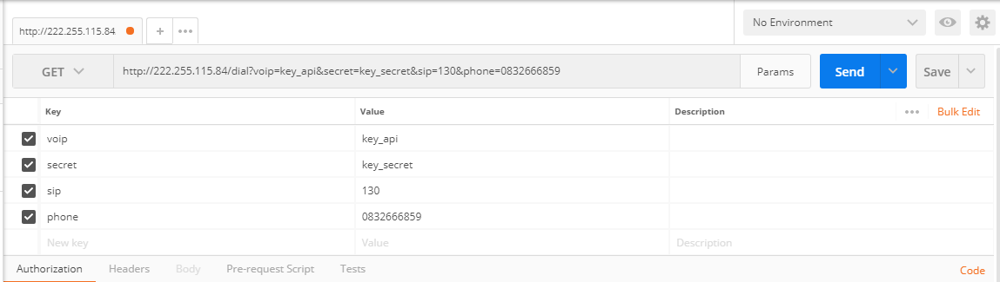 http://222.255.115.84 + ••• No Environment
GET http://222.255.115.84/dial?voip=key_api&secret=key_secret&sip=130&phone=0832666859 Params Send Save
Key Value Description ••• Bulk Edit
voip key_api
secret key_secret
sip 130
phone 0832666859
New key Value Description
Authorization Headers Body Pre-request Script Tests Code